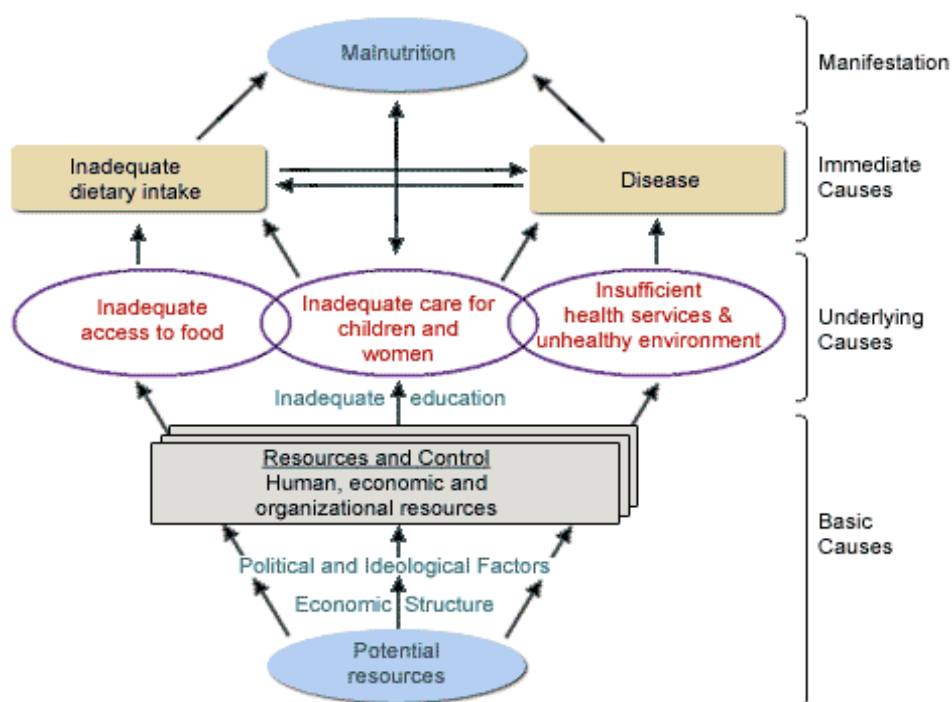 Malnutrition
Manifestation
Inadequate
dietary intake
Disease
Immediate
Causes
Inadequate
access to food
Inadequate care for
children and
women
Insufficient
health services &
unhealthy environment
Underlying
Causes
Inadequate education
Resources and Control
Human, economic and
organizational resources
Basic
Causes
Political and Ideological Factors
Economic Structure
Potential
resources